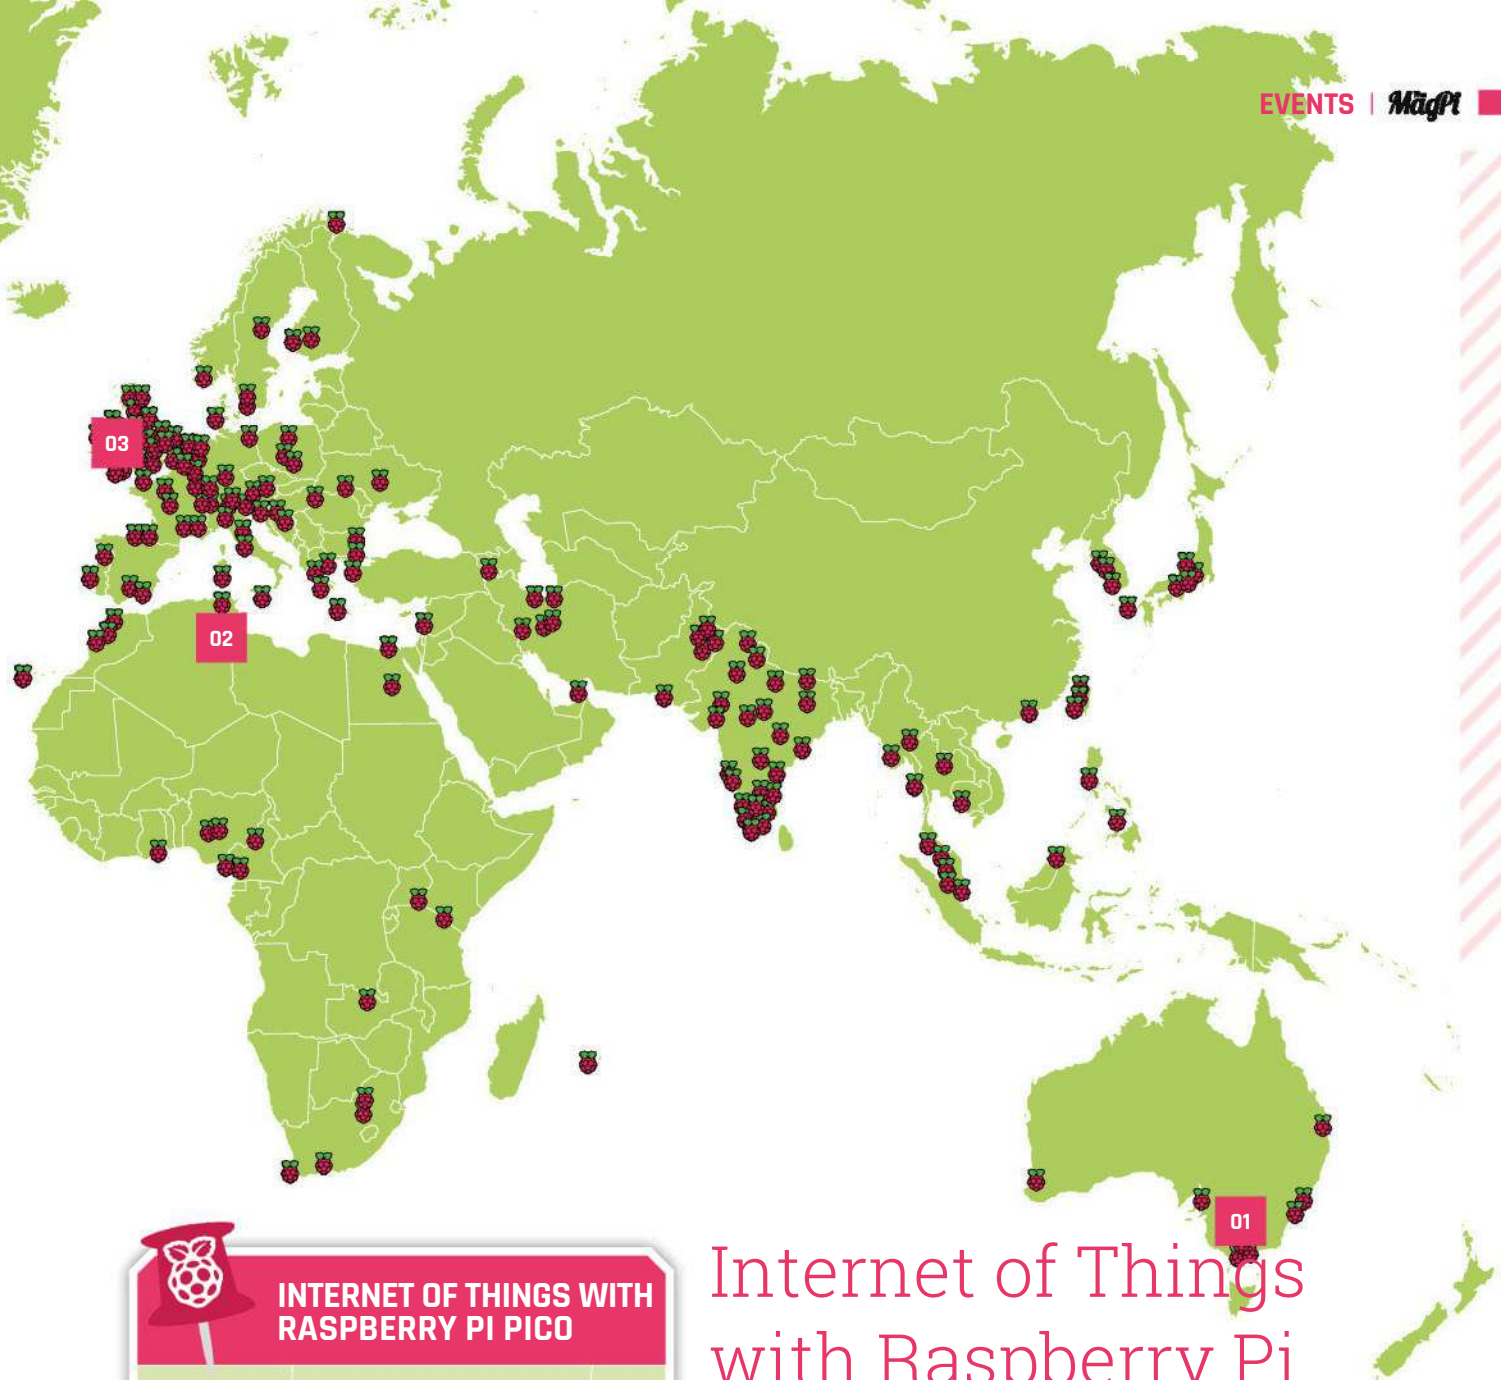 EVENTS | MagPi
03
02
01
INTERNET OF THINGS WITH
RASPBERRY PI PICO
Internet of Things
with Raspberry Pi